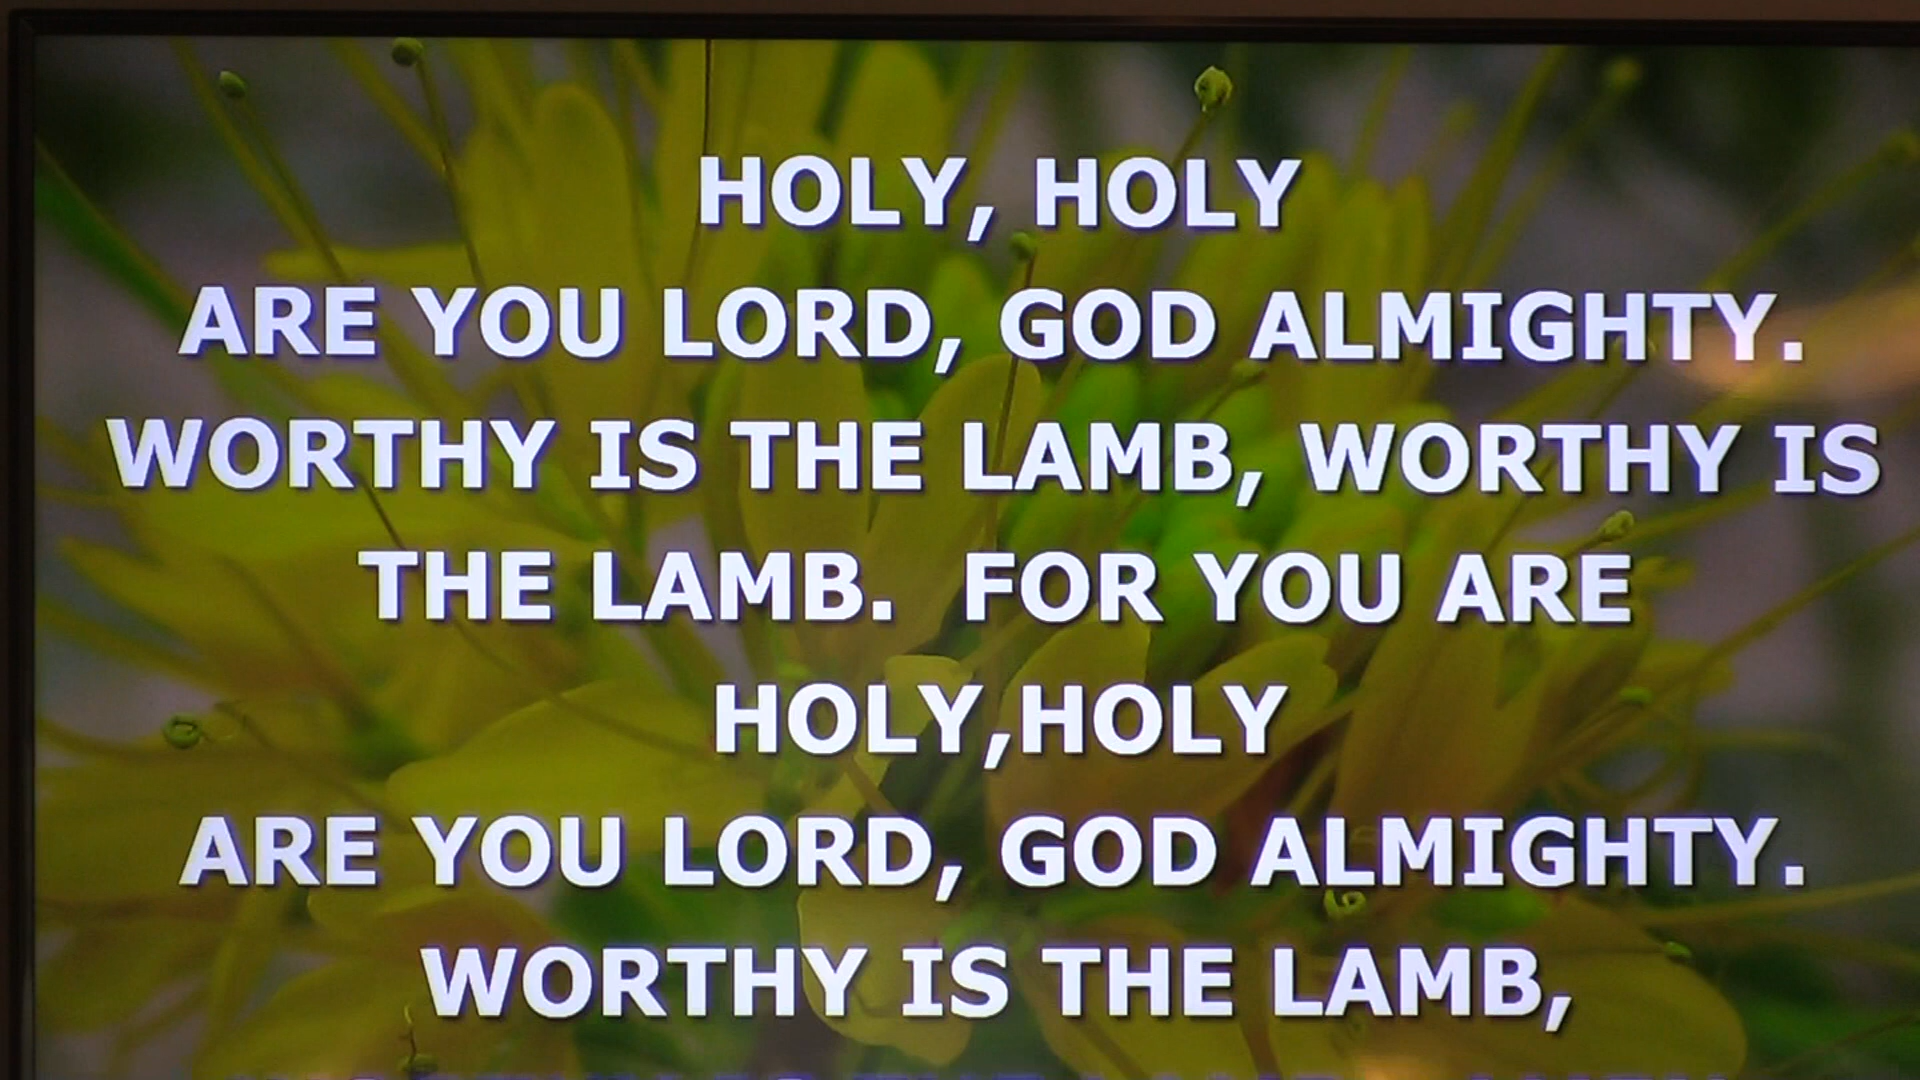 HOLY, HOLY
ARE YOU LORD, GOD ALMIGHTY.
WORTHY IS THE LAMB, WORTHY IS
THE LAMB.  FOR YOU ARE
HOLY,HOLY
ARE YOU LORD, GOD ALMIGHTY.
WORTHY IS THE LAMB,